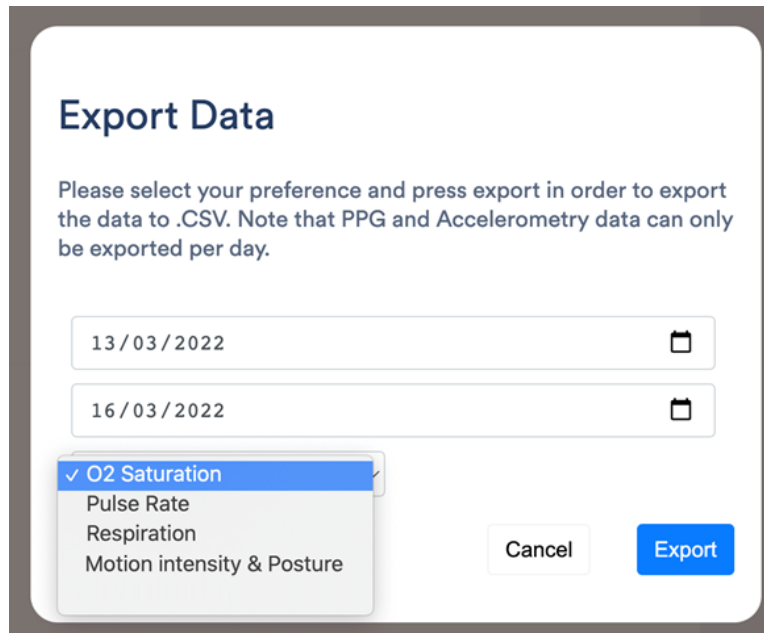 Export Data
Please select your preference and press export in order to export
the data to .CSV. Note that PPG and Accelerometry data can only
be exported per day.
13/03/2022
16/03/2022
✓ O2 Saturation
Pulse Rate
Respiration
Motion intensity & Posture
Cancel
Export